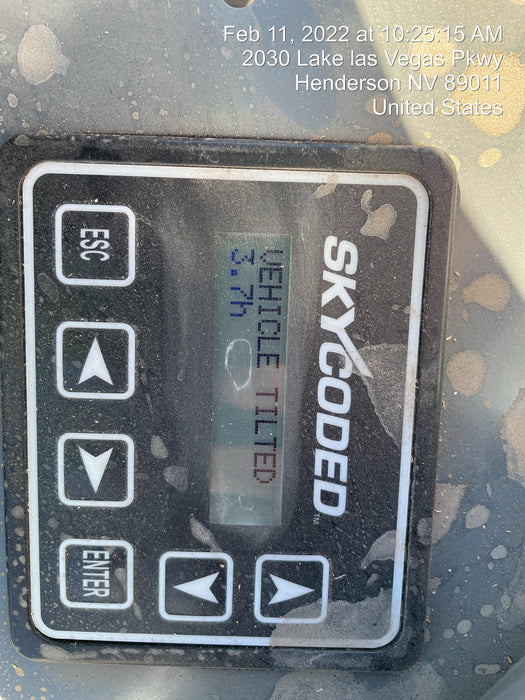 Feb 11, 2022 at 10:25:15 AM
2030 Lake las Vegas Pkwy
Henderson NV 89011
United States
SKYCODED™
VEHICLE TILTED
3.7h
ESC
ENTER